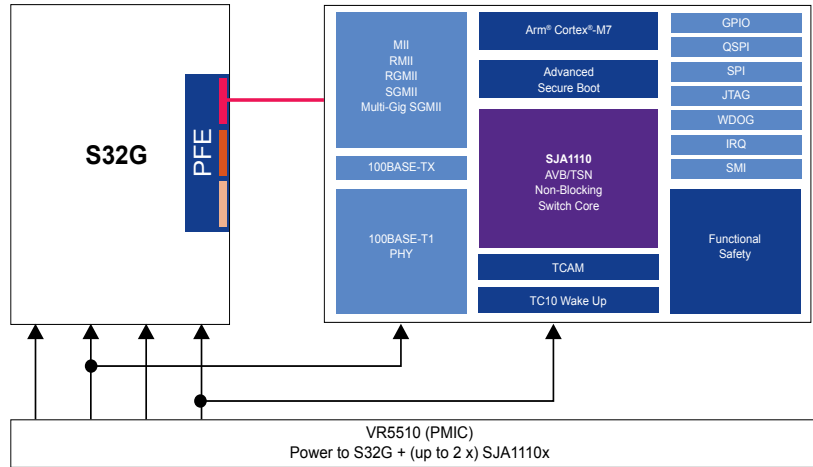 S32G
PFE
MII
RMII
RGMII
SGMII
Multi-Gig SGMII
100BASE-TX
100BASE-T1
PHY
Arm® Cortex®-M7
Advanced
Secure Boot
SJA1110
AVB/TSN
Non-Blocking
Switch Core
TCAM
TC10 Wake Up
GPIO
QSPI
SPI
JTAG
WDOG
IRQ
SMI
Functional
Safety
VR5510 (PMIC)
Power to S32G + (up to 2 x) SJA1110x